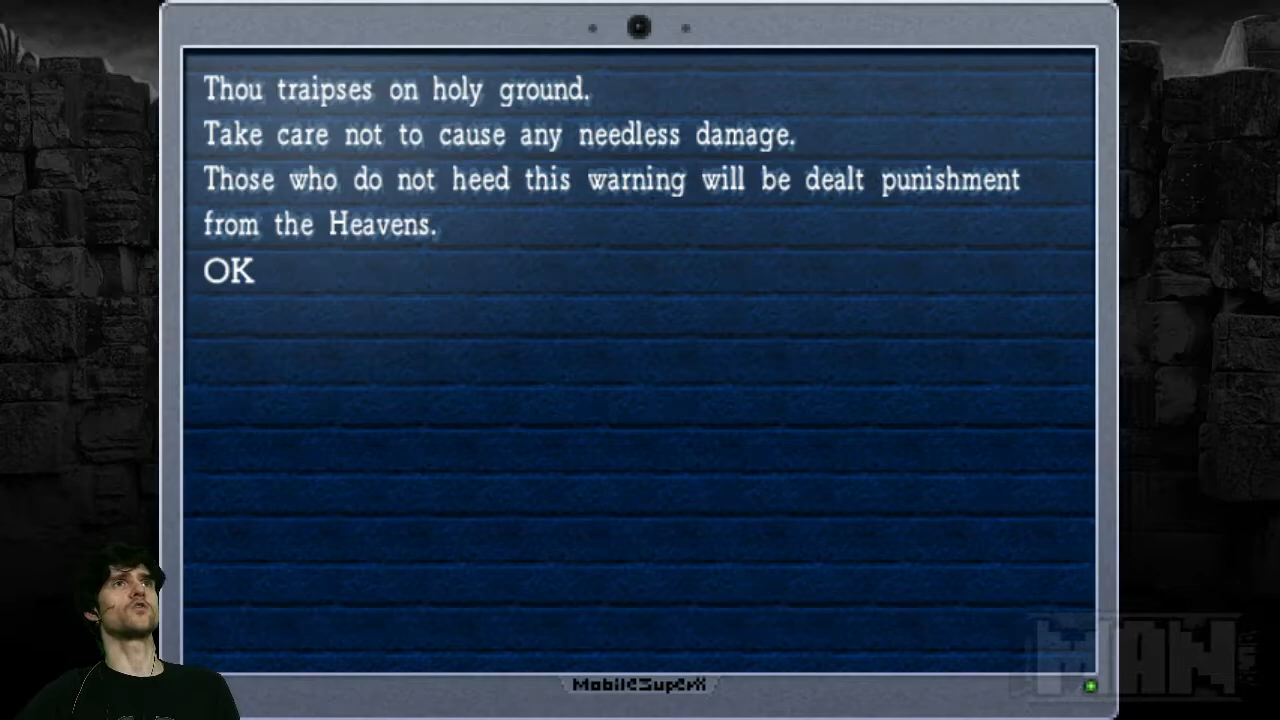 Thou traipses on holy ground.
Take care not to cause any needless damage.
Those who do not heed this warning will be dealt punishment
from the Heavens.
OK
MobileSuperX
MAN